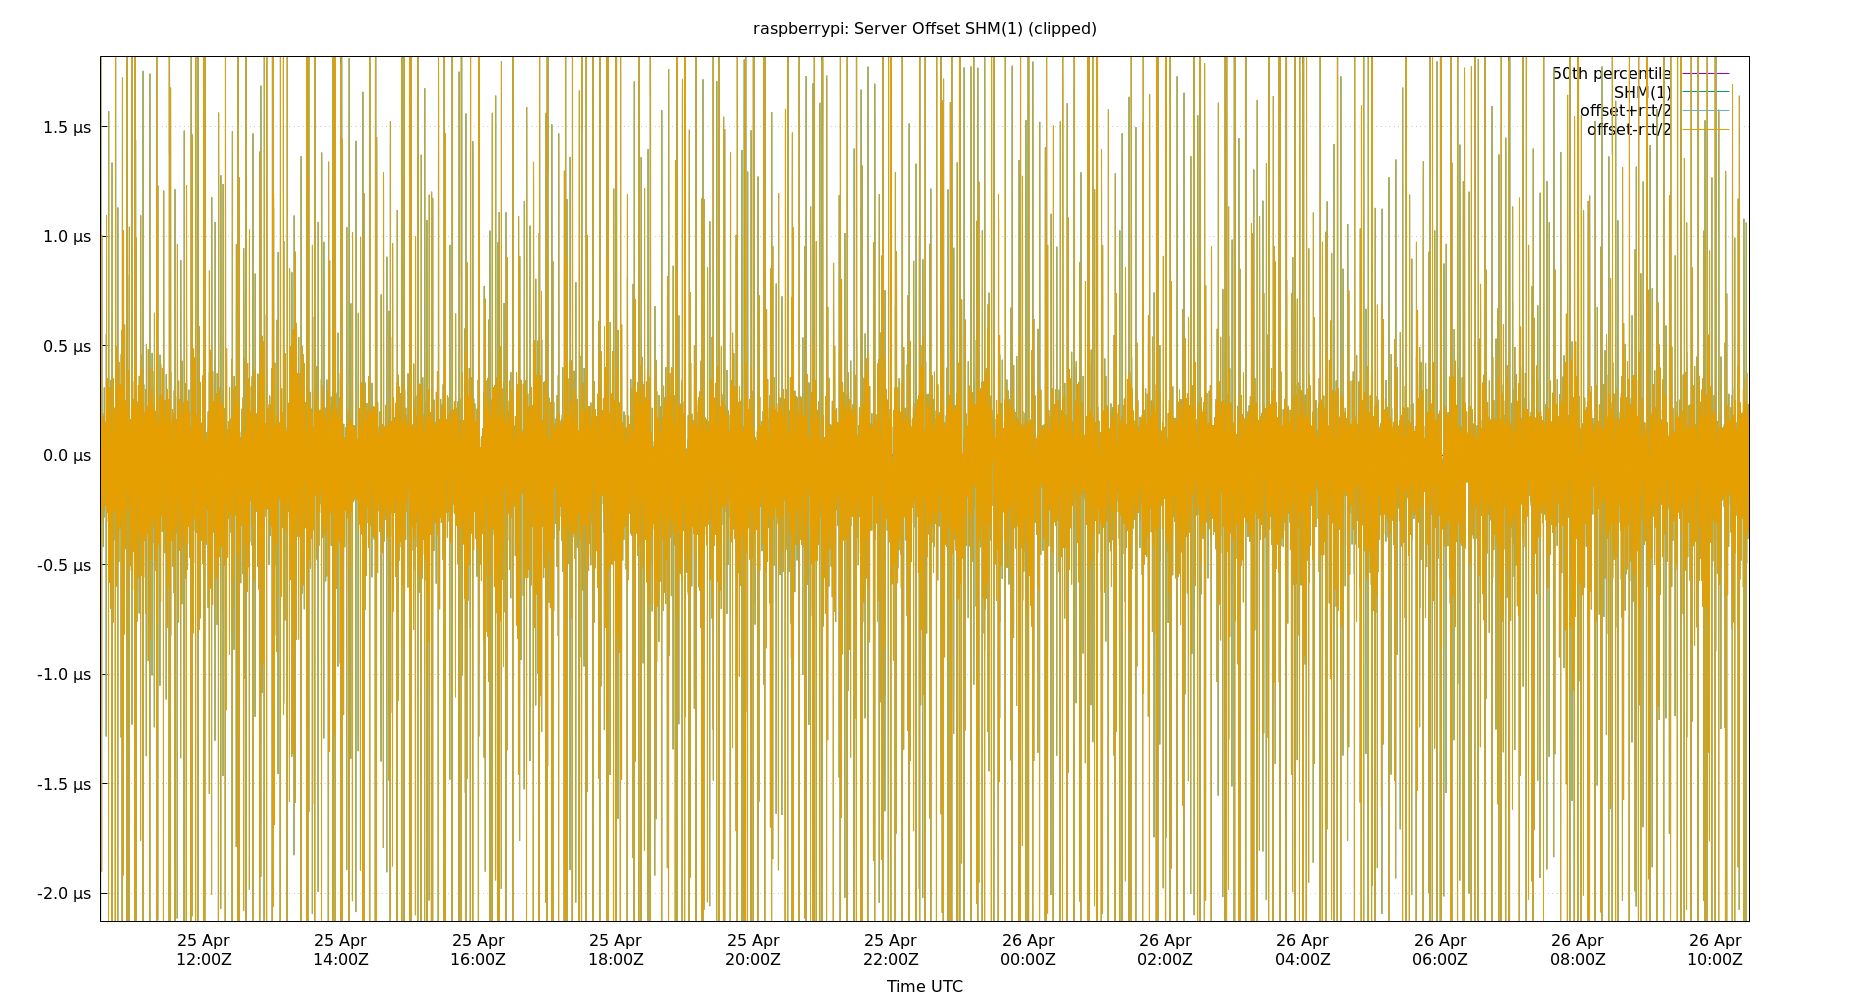 raspberrypi: Server Offset SHM(1) (clipped)
50th percentile
SHM(1)
offset+rtt/2
offset-rtt/2
1.5 µs
1.0 µs
0.5 µs
0.0 µs
-0.5 µs
-1.0 µs
-1.5 µs
-2.0 µs
25 Apr 25 Apr 25 Apr 25 Apr 25 Apr 25 Apr 26 Apr 26 Apr 26 Apr 26 Apr 26 Apr 26 Apr
12:00Z 14:00Z 16:00Z 18:00Z 20:00Z 22:00Z 00:00Z 02:00Z 04:00Z 06:00Z 08:00Z 10:00Z
Time UTC